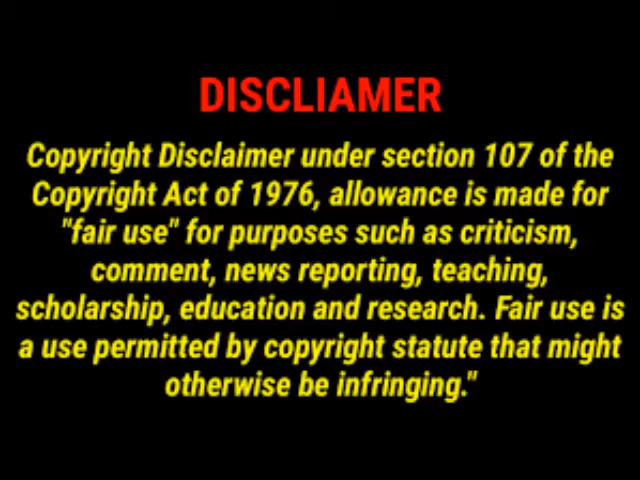 DISCLIAMER
Copyright Disclaimer under section 107 of the
Copyright Act of 1976, allowance is made for
"fair use" for purposes such as criticism,
comment, news reporting, teaching,
scholarship, education and research. Fair use is
a use permitted by copyright statute that might
otherwise be infringing."